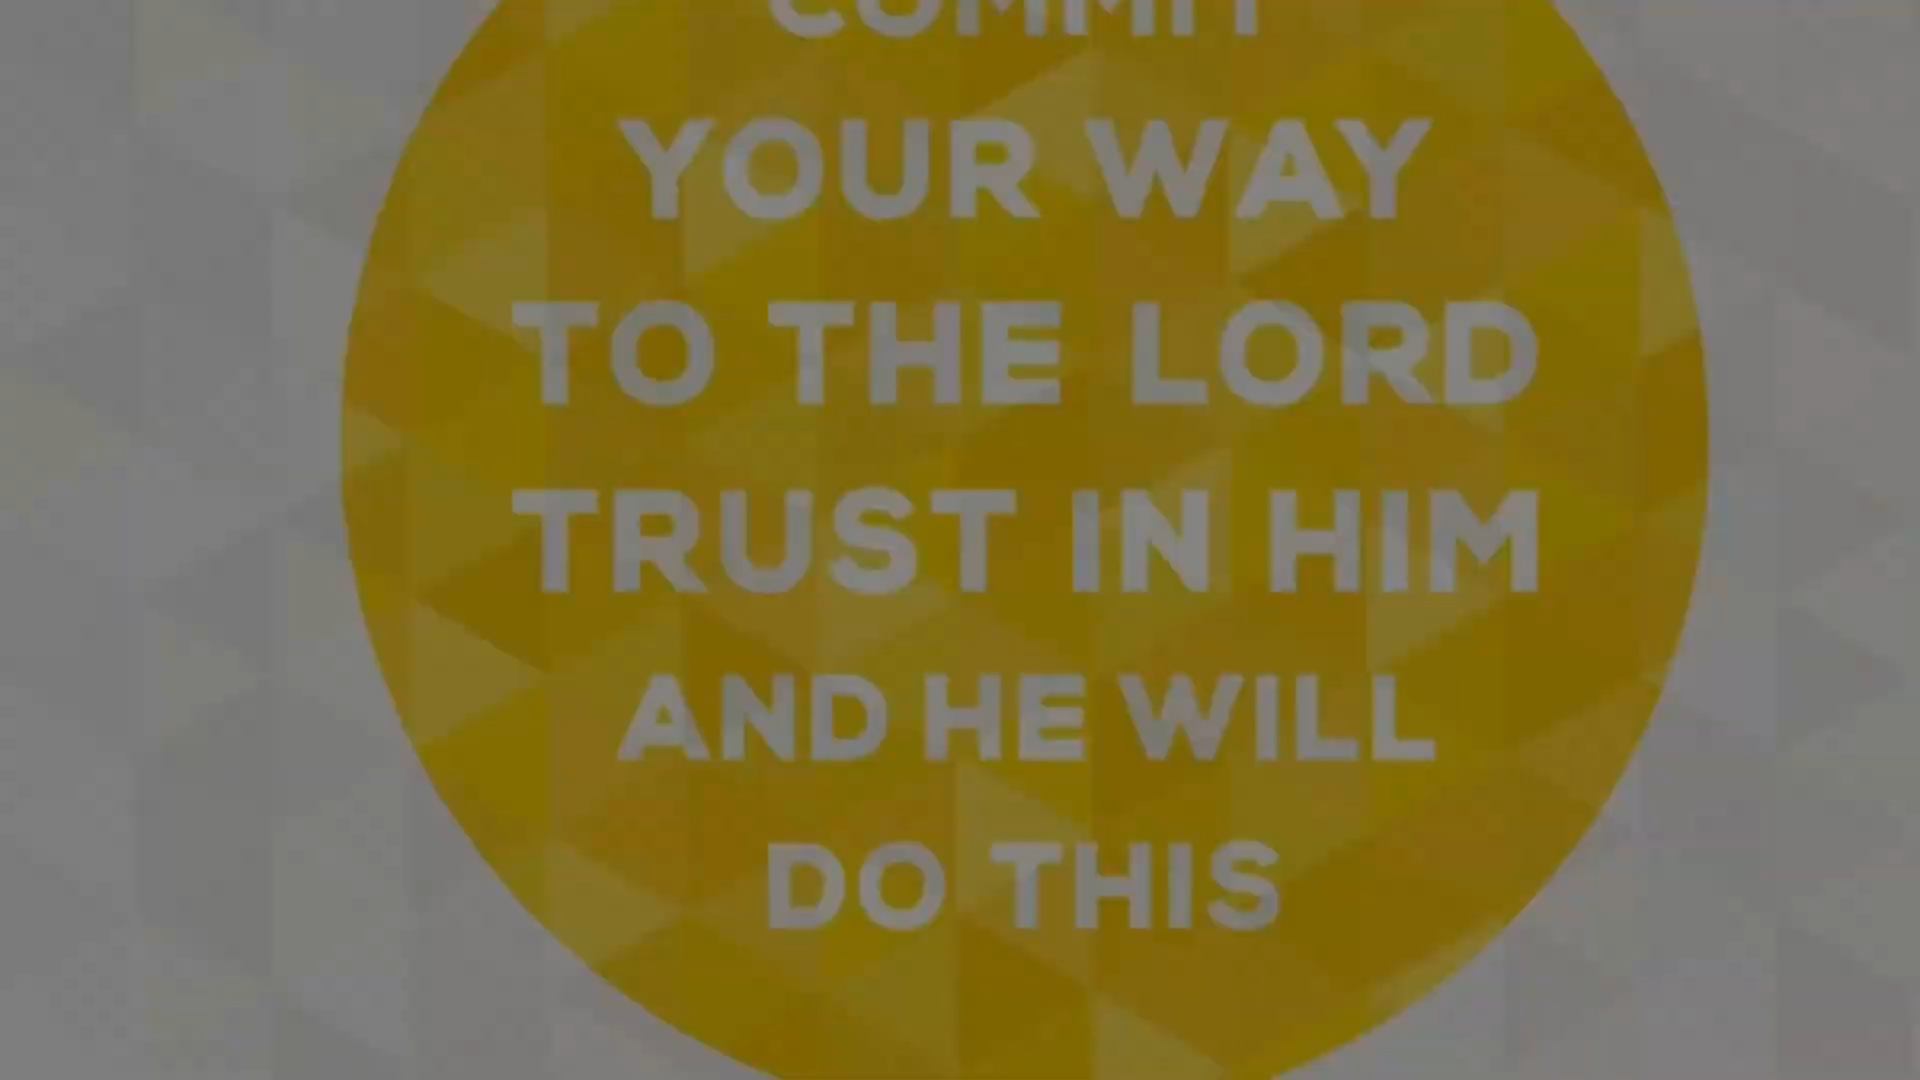 COMMIT
YOUR WAY
TO THE LORD
TRUST IN HIM
AND HE WILL
DO THIS